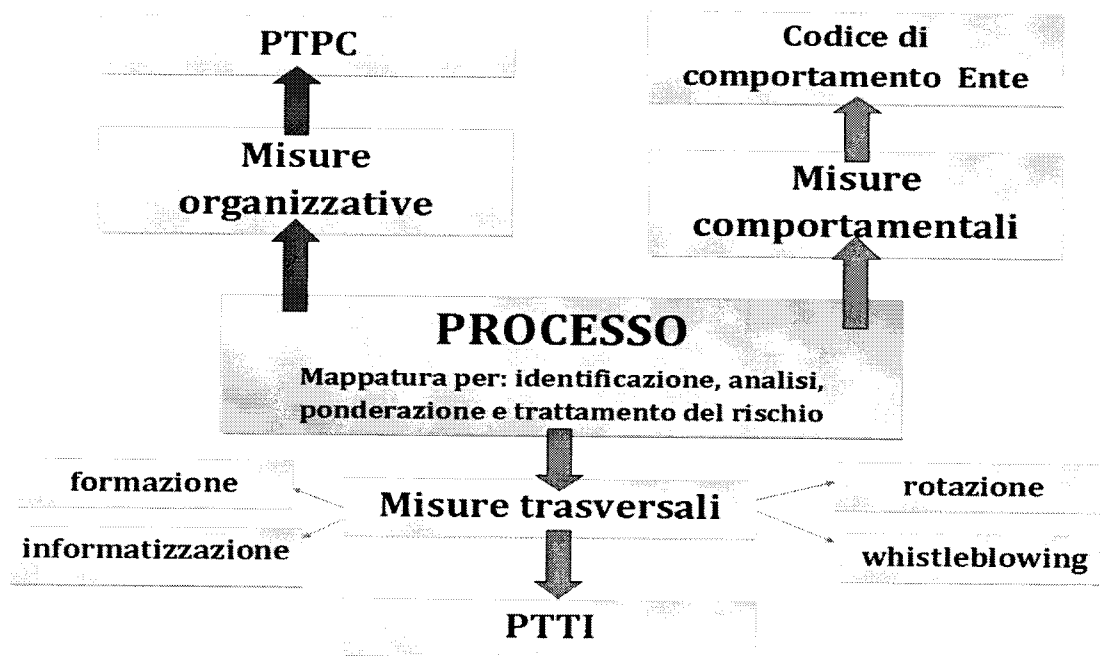 PTPC
Codice di
comportamento Ente
Misure
organizzative
Misure
comportamentali
PROCESSO
Mappatura per: identificazione, analisi,
ponderazione e trattamento del rischio
formazione
Misure trasversali
rotazione
informatizzazione
whistleblowing
PTTI